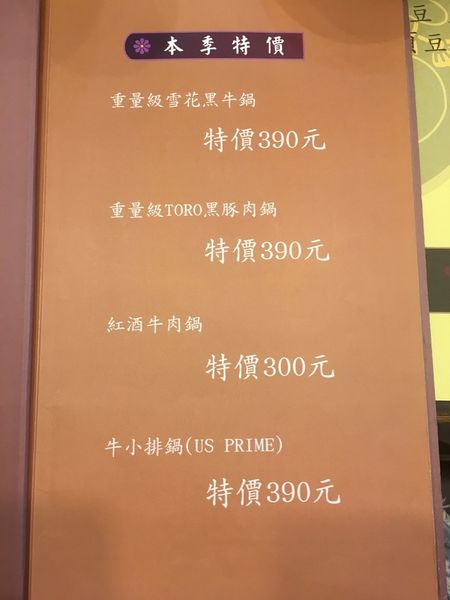 本季特價
重量級雪花黑牛鍋
特價390元
重量級TORO黑豚肉鍋
特價390元
紅酒牛肉鍋
特價300元
牛小排鍋(US PRIME)
特價390元
豆
豆